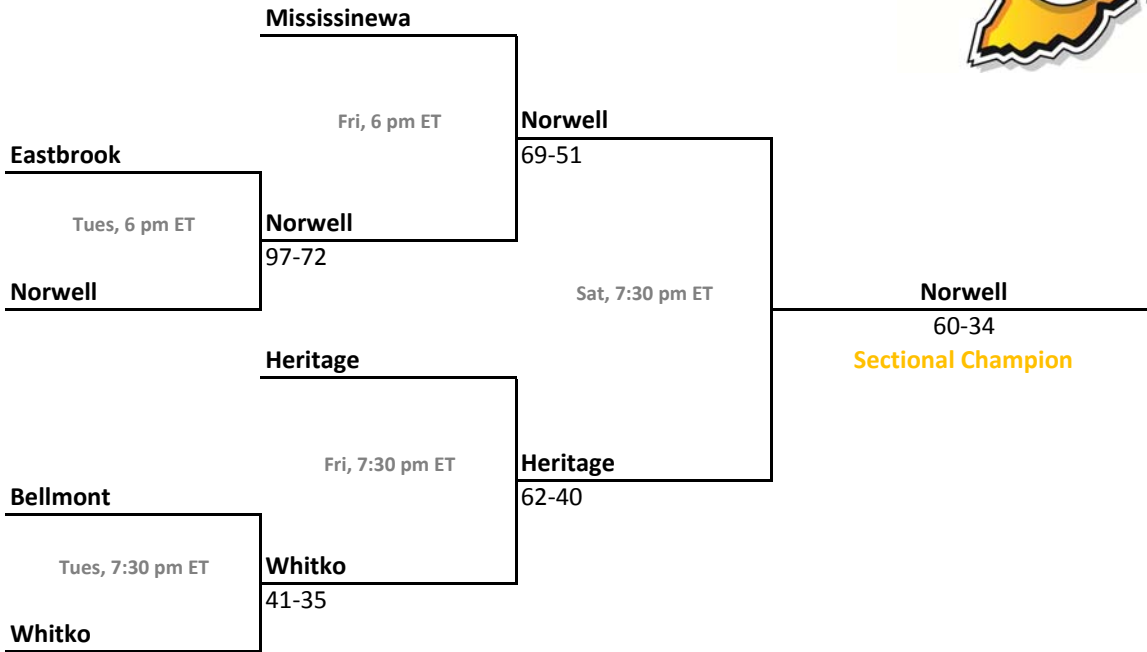 Mississinewa
Fri, 6 pm ET
Norwell
Eastbrook
69-51
Tues, 6 pm ET
Norwell
97-72
Norwell
Sat, 7:30 pm ET
Norwell
60-34
Heritage
Sectional Champion
Fri, 7:30 pm ET
Heritage
Bellmont
62-40
Tues, 7:30 pm ET
Whitko
41-35
Whitko